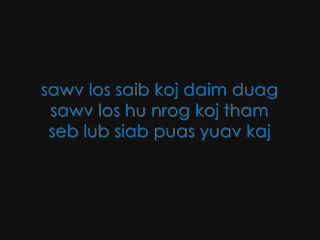 sawv los saib koj daim duag
sawv los hu nrog koj tham
seb lub siab puas yuav kaj